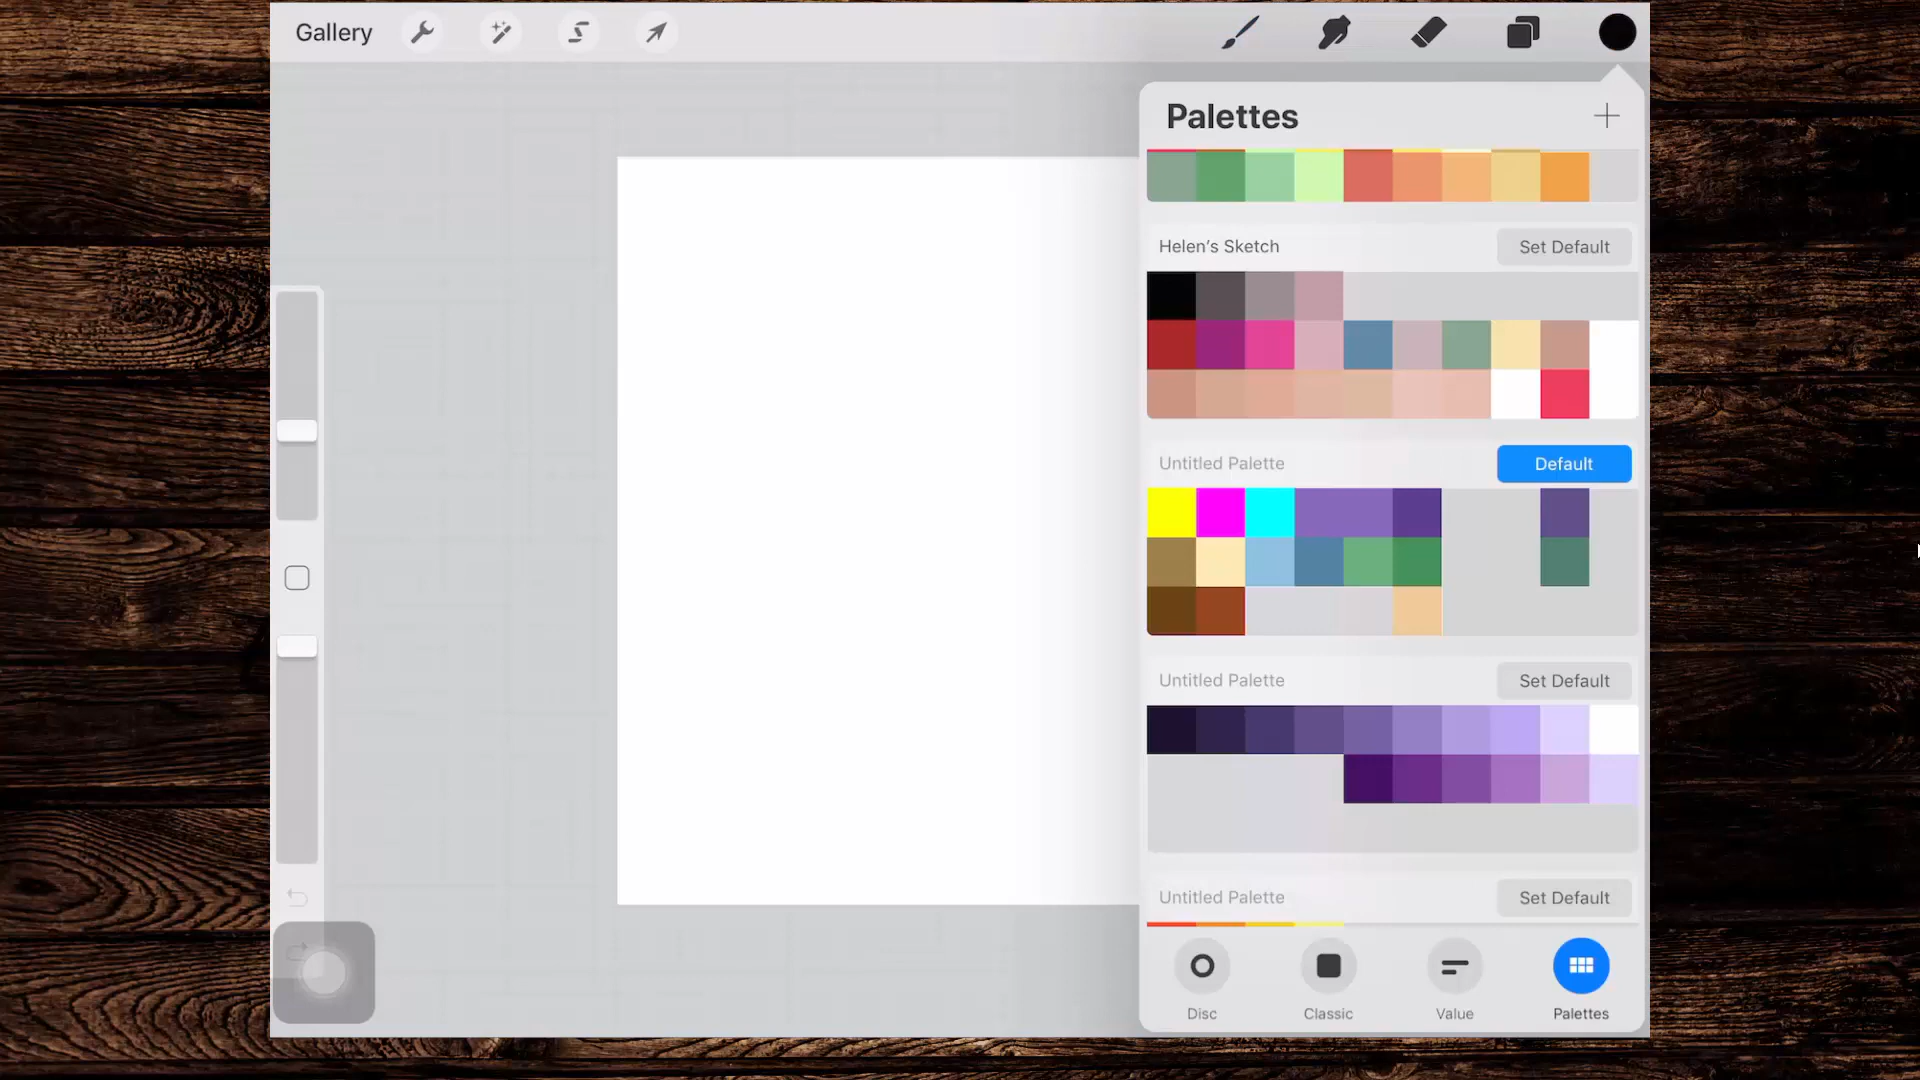 Gallery
Palettes
Helen's Sketch
Set Default
Untitled Palette
Default
Untitled Palette
Set Default
Untitled Palette
Set Default
Disc
Classic
Value
Palettes